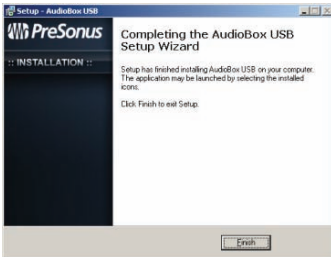 Setup - AudioBox USB
PreSonus
:: INSTALLATION ::
Completing the AudioBox USB
Setup Wizard
Setup has finished installing AudioBox USB on your computer.
The application may be launched by selecting the installed
icons.
Click Finish to exit Setup.
Finish